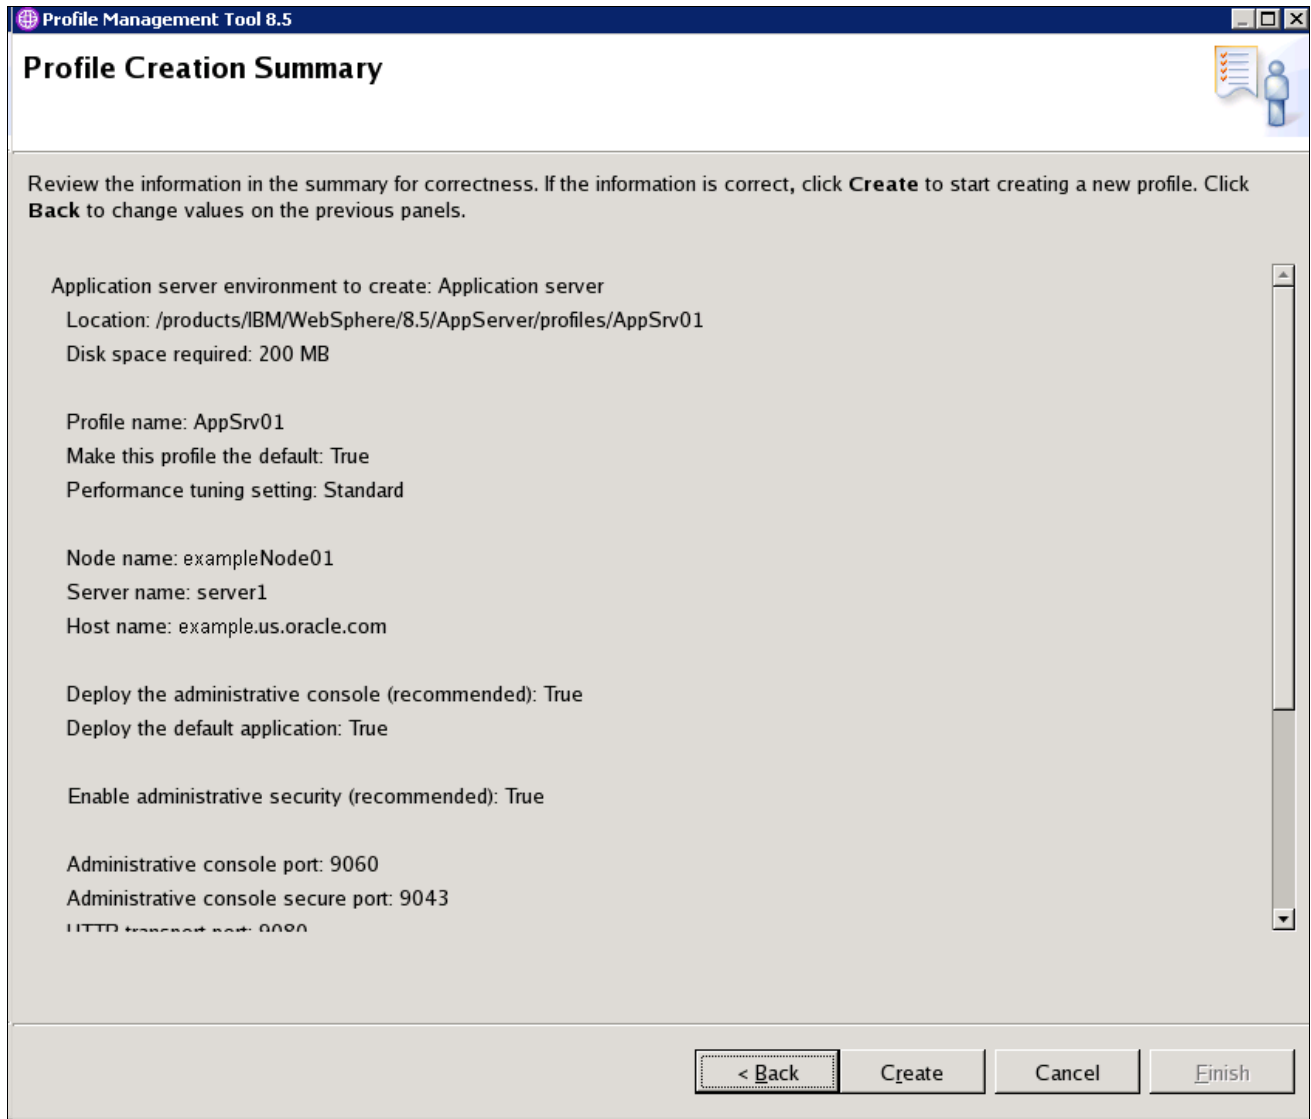 Profile Management Tool 8.5
Profile Creation Summary
Review the information in the summary for correctness. If the information is correct, click Create to start creating a new profile. Click
Back to change values on the previous panels.
Application server environment to create: Application server
Location: /products/IBM/WebSphere/8.5/AppServer/profiles/AppSrv01
Disk space required: 200 MB
Profile name: AppSrv01
Make this profile the default: True
Performance tuning setting: Standard
Node name: exampleNode01
Server name: server1
Host name: example.us.oracle.com
Deploy the administrative console (recommended): True
Deploy the default application: True
Enable administrative security (recommended): True
Administrative console port: 9060
Administrative console secure port: 9043
HTTP transport port: 9080
< Back Create Cancel Finish